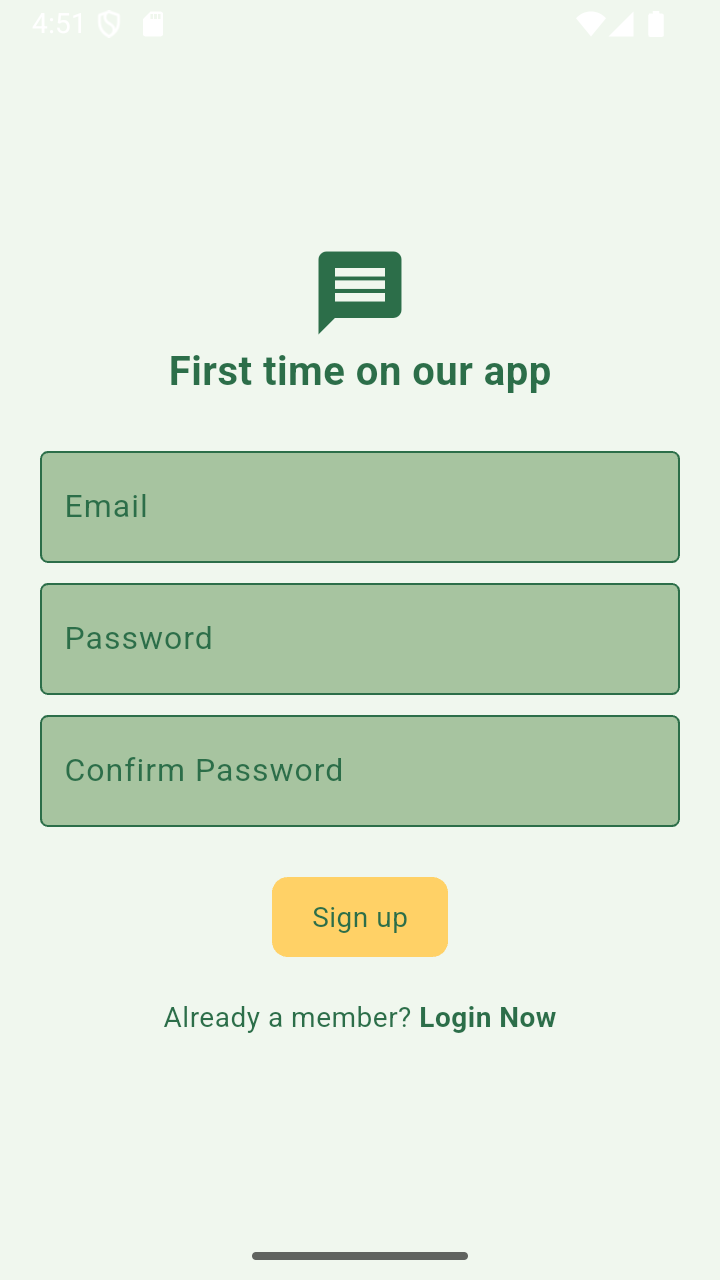 4:51
First time on our app
Email
Password
Confirm Password
Sign up
Already a member? Login Now